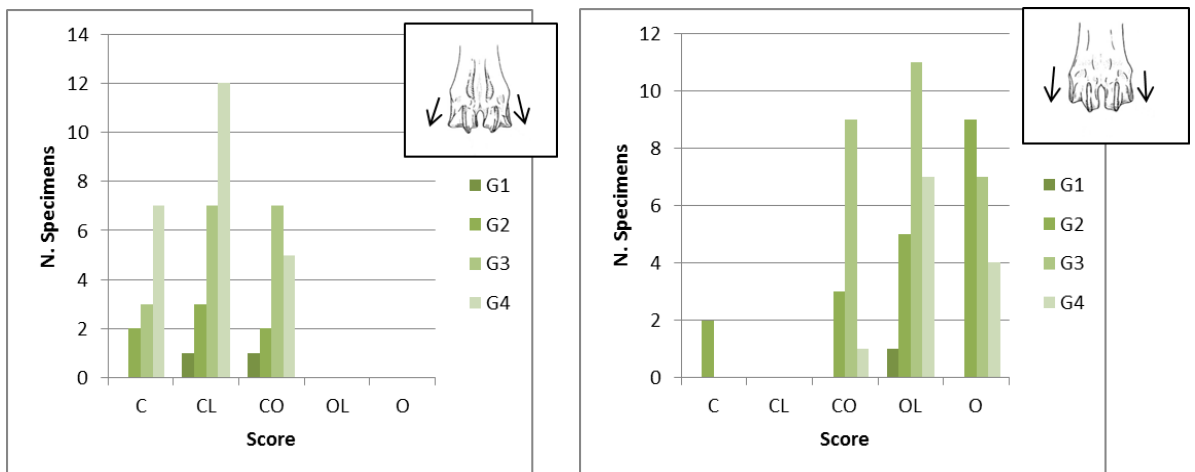 14
12
10
8
6
4
2
0
N. Specimens
C CL CO OL O
Score
G1
G2
G3
G4
12
10
8
6
4
2
0
N. Specimens
C CL CO OL O
Score
G1
G2
G3
G4